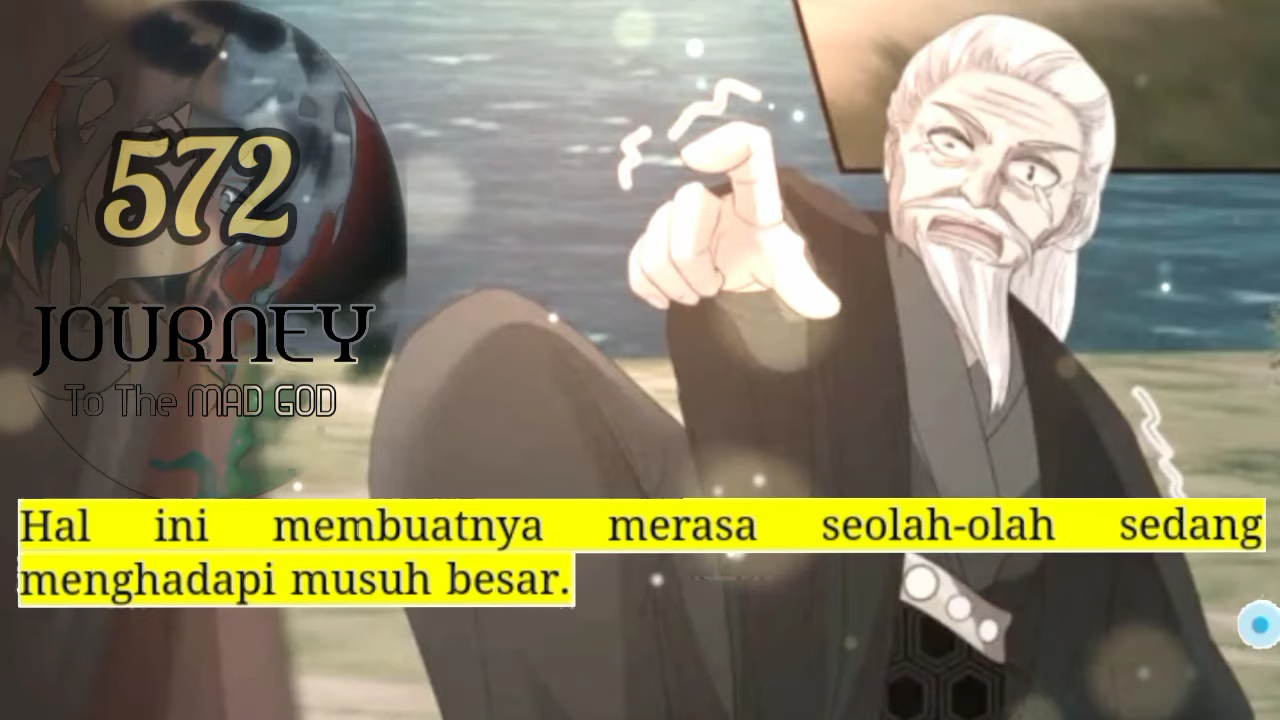 572
JOURNEY
To The MAD GOD
Hal ini membuatnya merasa seolah-olah sedang
menghadapi musuh besar.